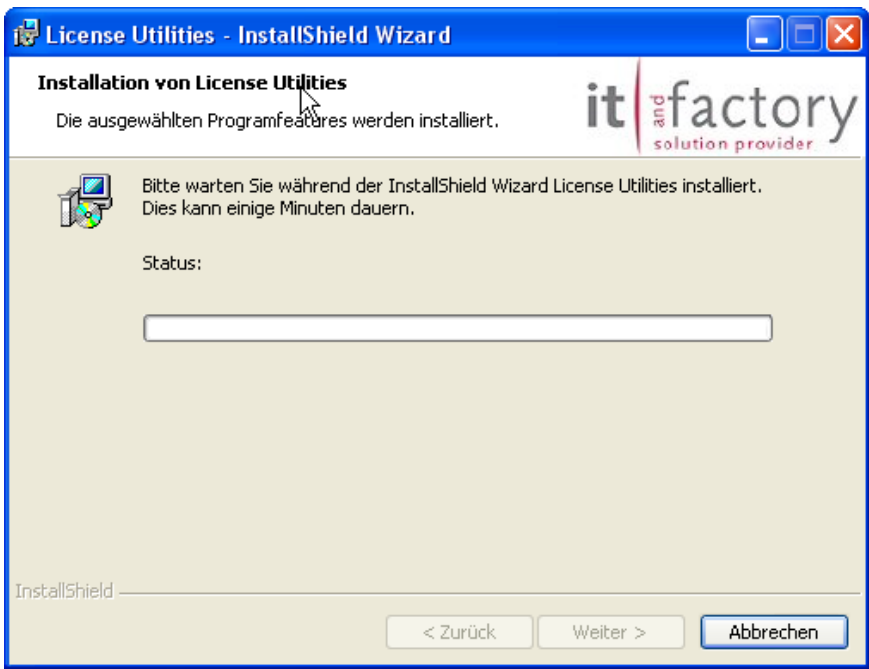 License Utilities - InstallShield Wizard
Installation von License Utilities
Die ausgewählten Programfeatures werden installiert.
it and factory
solution provider
Bitte warten Sie während der InstallShield Wizard License Utilities installiert.
Dies kann einige Minuten dauern.
Status:
InstallShield
< Zurück
Weiter >
Abbrechen